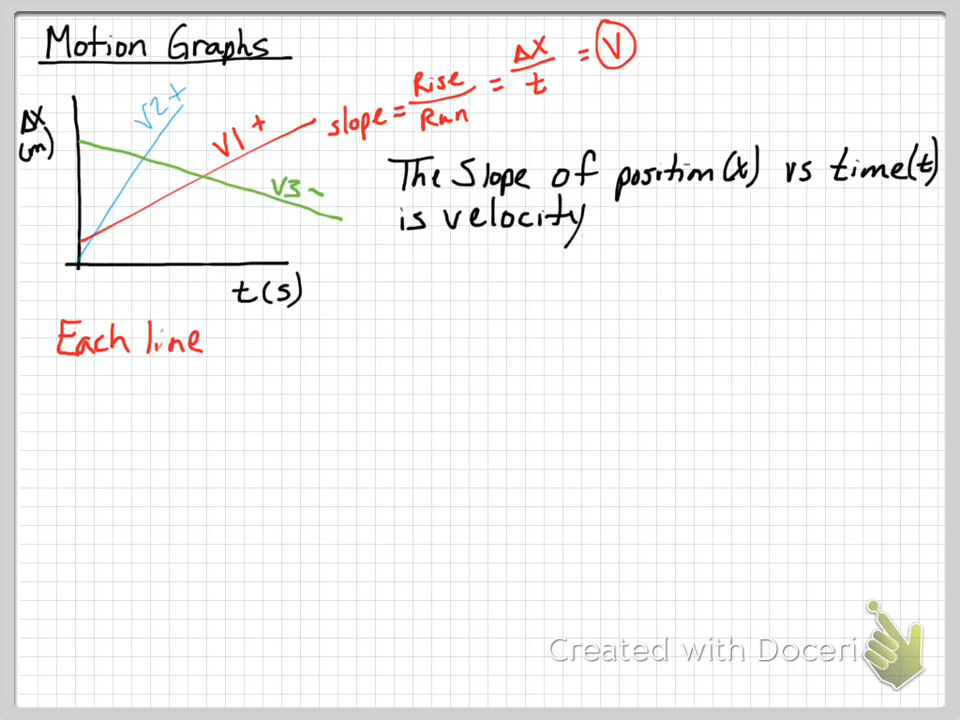 Motion Graphs
slope = Rise/Run = ΔX/t = V
ΔX
(m)
V2 +
V1 +
V3 -
The Slope of position(x) vs time(t)
is velocity
t(s)
Each line
Created with Doceri